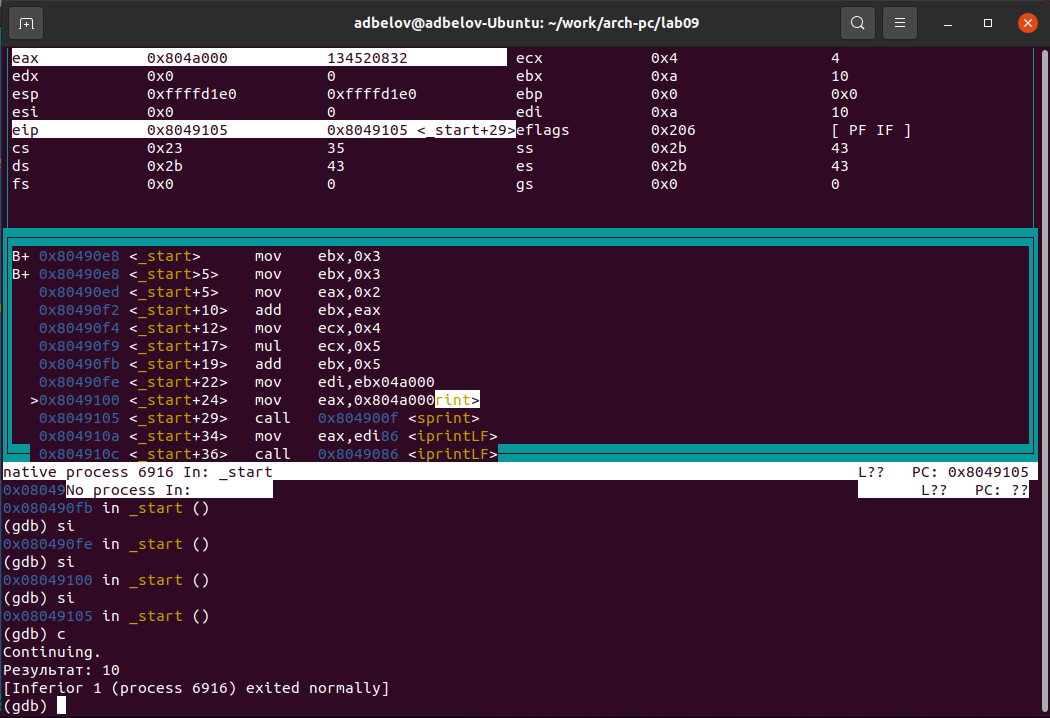 adbelov@adbelov-Ubuntu: ~/work/arch-pc/lab09
eax 0x804a000 134520832 ecx 0x4 4
edx 0x0 0 ebx 0xa 10
esp 0xffffd1e0 0xffffd1e0 ebp 0x0 0x0
esi 0x0 0 edi 0xa 10
eip 0x8049105 0x8049105 <_start+29>eflags 0x206 [ PF IF ]
cs 0x23 35 ss 0x2b 43
ds 0x2b 43 es 0x2b 43
fs 0x0 0 gs 0x0 0
B+ 0x80490e8 <_start> mov ebx,0x3
B+ 0x80490e8 <_start>5> mov ebx,0x3
0x80490ed <_start+5> mov eax,0x2
0x80490f2 <_start+10> add ebx,eax
0x80490f4 <_start+12> mov ecx,0x4
0x80490f9 <_start+17> mul ecx,0x5
0x80490fb <_start+19> add ebx,0x5
0x80490fe <_start+22> mov edi,ebx04a000
>0x8049100 <_start+24> mov eax,0x804a000rint>
0x8049105 <_start+29> call 0x804900f <sprint>
0x804910a <_start+34> mov eax,edi86 <iprintLF>
0x804910c <_start+36> call 0x8049086 <iprintLF>
native process 6916 In: _start L?? PC: 0x8049105
0x08049No process In: L?? PC: ??
0x080490fb in _start ()
(gdb) si
0x080490fe in _start ()
(gdb) si
0x08049100 in _start ()
(gdb) si
0x08049105 in _start ()
(gdb) c
Continuing.
Результат: 10
[Inferior 1 (process 6916) exited normally]
(gdb)